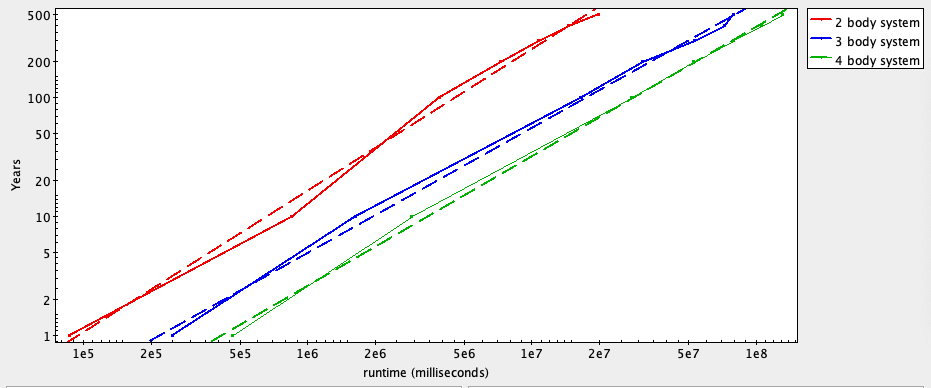 500
200
100
50
20
10
5
2
1
Years
1e5 2e5 5e5 1e6 2e6 5e6 1e7 2e7 5e7 1e8
runtime (milliseconds)
2 body system
3 body system
4 body system